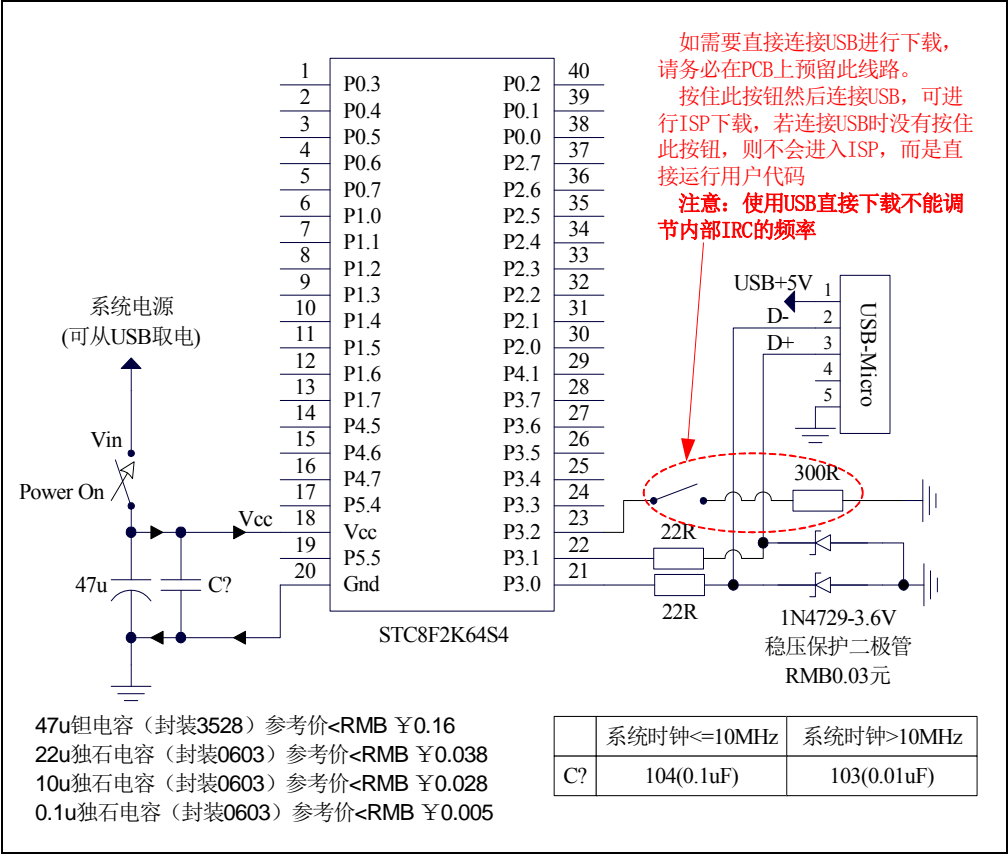 如需要直接连接USB进行下载，
请务必在PCB上预留此线路。
按住此按钮然后连接USB，可进
行ISP下载，若连接USB时没有按住
此按钮，则不会进入ISP，而是直
接运行用户代码
注意：使用USB直接下载不能调
节内部IRC的频率
1 P0.3 P0.2 40
2 P0.4 P0.1 39
3 P0.5 P0.0 38
4 P0.6 P2.7 37
5 P0.7 P2.6 36
6 P1.0 P2.5 35
7 P1.1 P2.4 34
8 P1.2 P2.3 33
9 P1.3 P2.2 32
10 P1.4 P2.1 31
11 P1.5 P2.0 30
12 P1.6 P4.1 29
13 P1.7 P3.7 28
14 P4.5 P3.6 27
15 P4.6 P3.5 26
16 P4.7 P3.4 25
17 P5.4 P3.3 24
18 Vcc P3.2 23
19 P5.5 P3.1 22
20 Gnd P3.0 21
STC8F2K64S4
系统电源
(可从USB取电)
Vin
Power On
Vcc
47u
C?
USB+5V 1
D- 2
D+ 3
4
5
USB-Micro
300R
22R
22R
1N4729-3.6V
稳压保护二极管
RMB0.03元
47u钽电容（封装3528）参考价<RMB ￥0.16
22u独石电容（封装0603）参考价<RMB ￥0.038
10u独石电容（封装0603）参考价<RMB ￥0.028
0.1u独石电容（封装0603）参考价<RMB ￥0.005
系统时钟<=10MHz 系统时钟>10MHz
C? 104(0.1uF) 103(0.01uF)